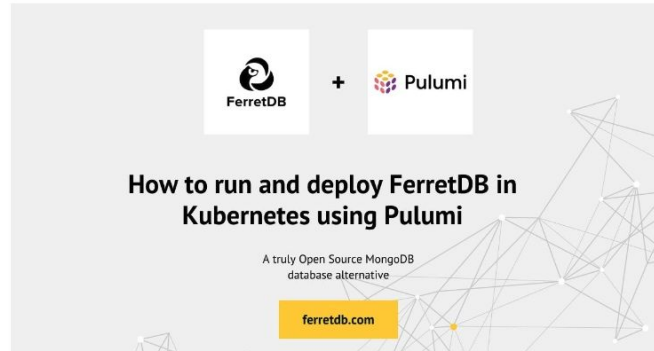 FerretDB
+
Pulumi
How to run and deploy FerretDB in
Kubernetes using Pulumi
A truly Open Source MongoDB
database alternative
ferretdb.com